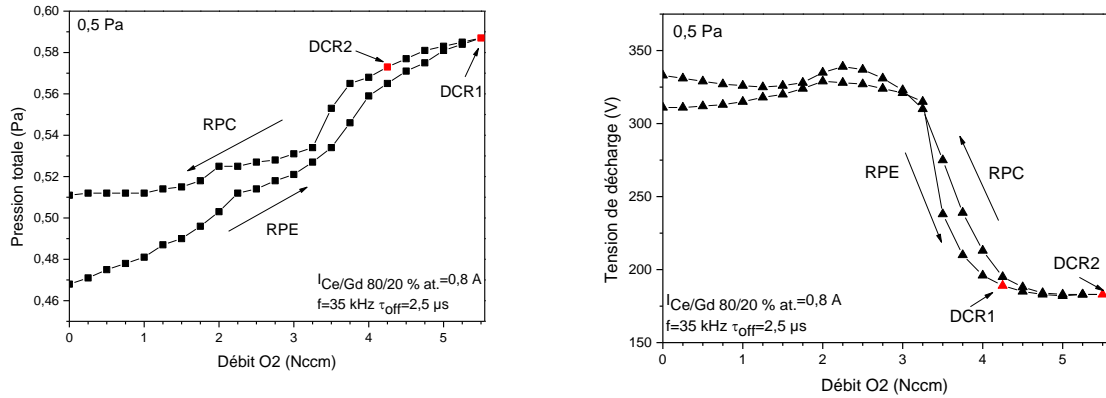 0,5 Pa
0,60
0,58
0,56
0,54
0,52
0,50
0,48
0,46
Pression totale (Pa)
DCR2
DCR1
RPC
RPE
I Ce/Gd 80/20 % at.=0,8 A
f=35 kHz τoff=2,5 µs
0 1 2 3 4 5
Débit O2 (Nccm)
0,5 Pa
350
300
250
200
150
Tension de décharge (V)
RPE
RPC
DCR2
DCR1
I Ce/Gd 80/20 % at.=0,8 A
f=35 kHz τoff=2,5 µs
0 1 2 3 4 5
Débit O2 (Nccm)